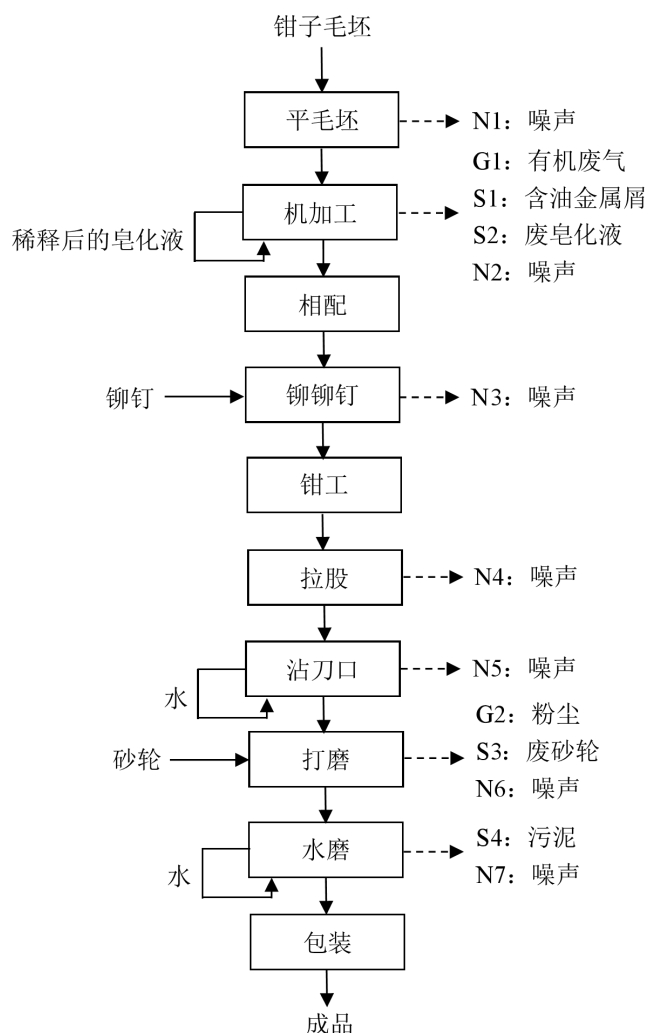 钳子毛坯
平毛坯
N1：噪声
G1：有机废气
机加工
S1：含油金属屑
稀释后的皂化液
S2：废皂化液
N2：噪声
相配
铆钉
铆铆钉
N3：噪声
钳工
拉股
N4：噪声
沾刀口
N5：噪声
水
G2：粉尘
砂轮
打磨
S3：废砂轮
N6：噪声
水磨
S4：污泥
水
N7：噪声
包装
成品